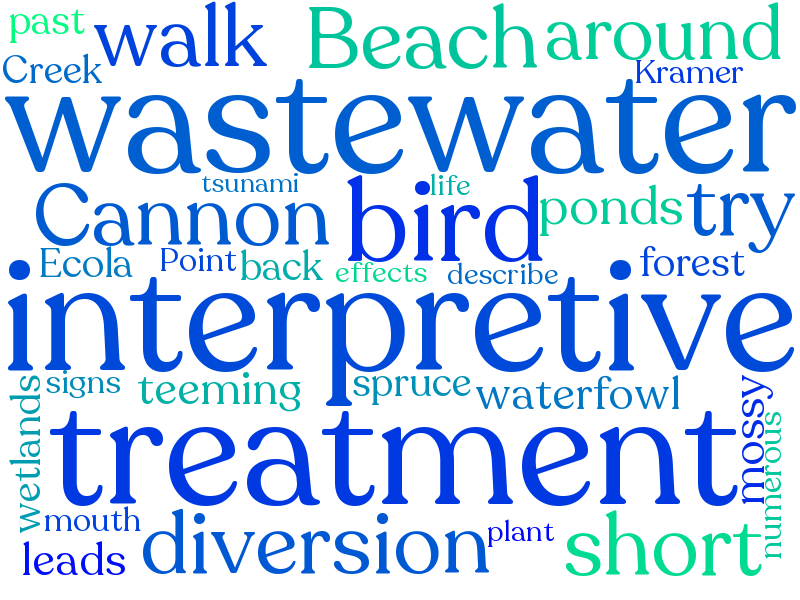 past walk Beach around
Creek Kramer
wastewater
tsunami life
Cannon bird ponds try
Ecola Point back effects describe forest
interpretive
wetlands signs teeming spruce waterfowl mossy
treatment numerous
mouth diversion plant short
leads